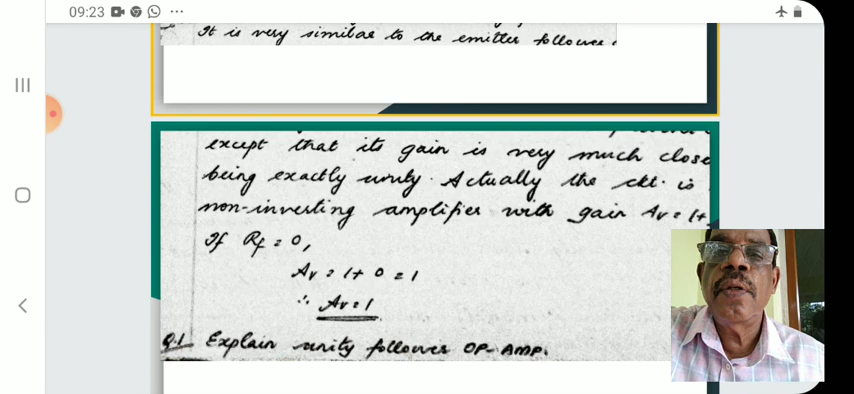 09:23
It is very similar to the emitter follower
except that its gain is very much close
being exactly unity. Actually the ckt. is
non-inverting amplifier with gain Av = 1+
If Rf = 0,
Av = 1 + 0 = 1
∴ Av = 1
Q.1 Explain unity follower OP-AMP.